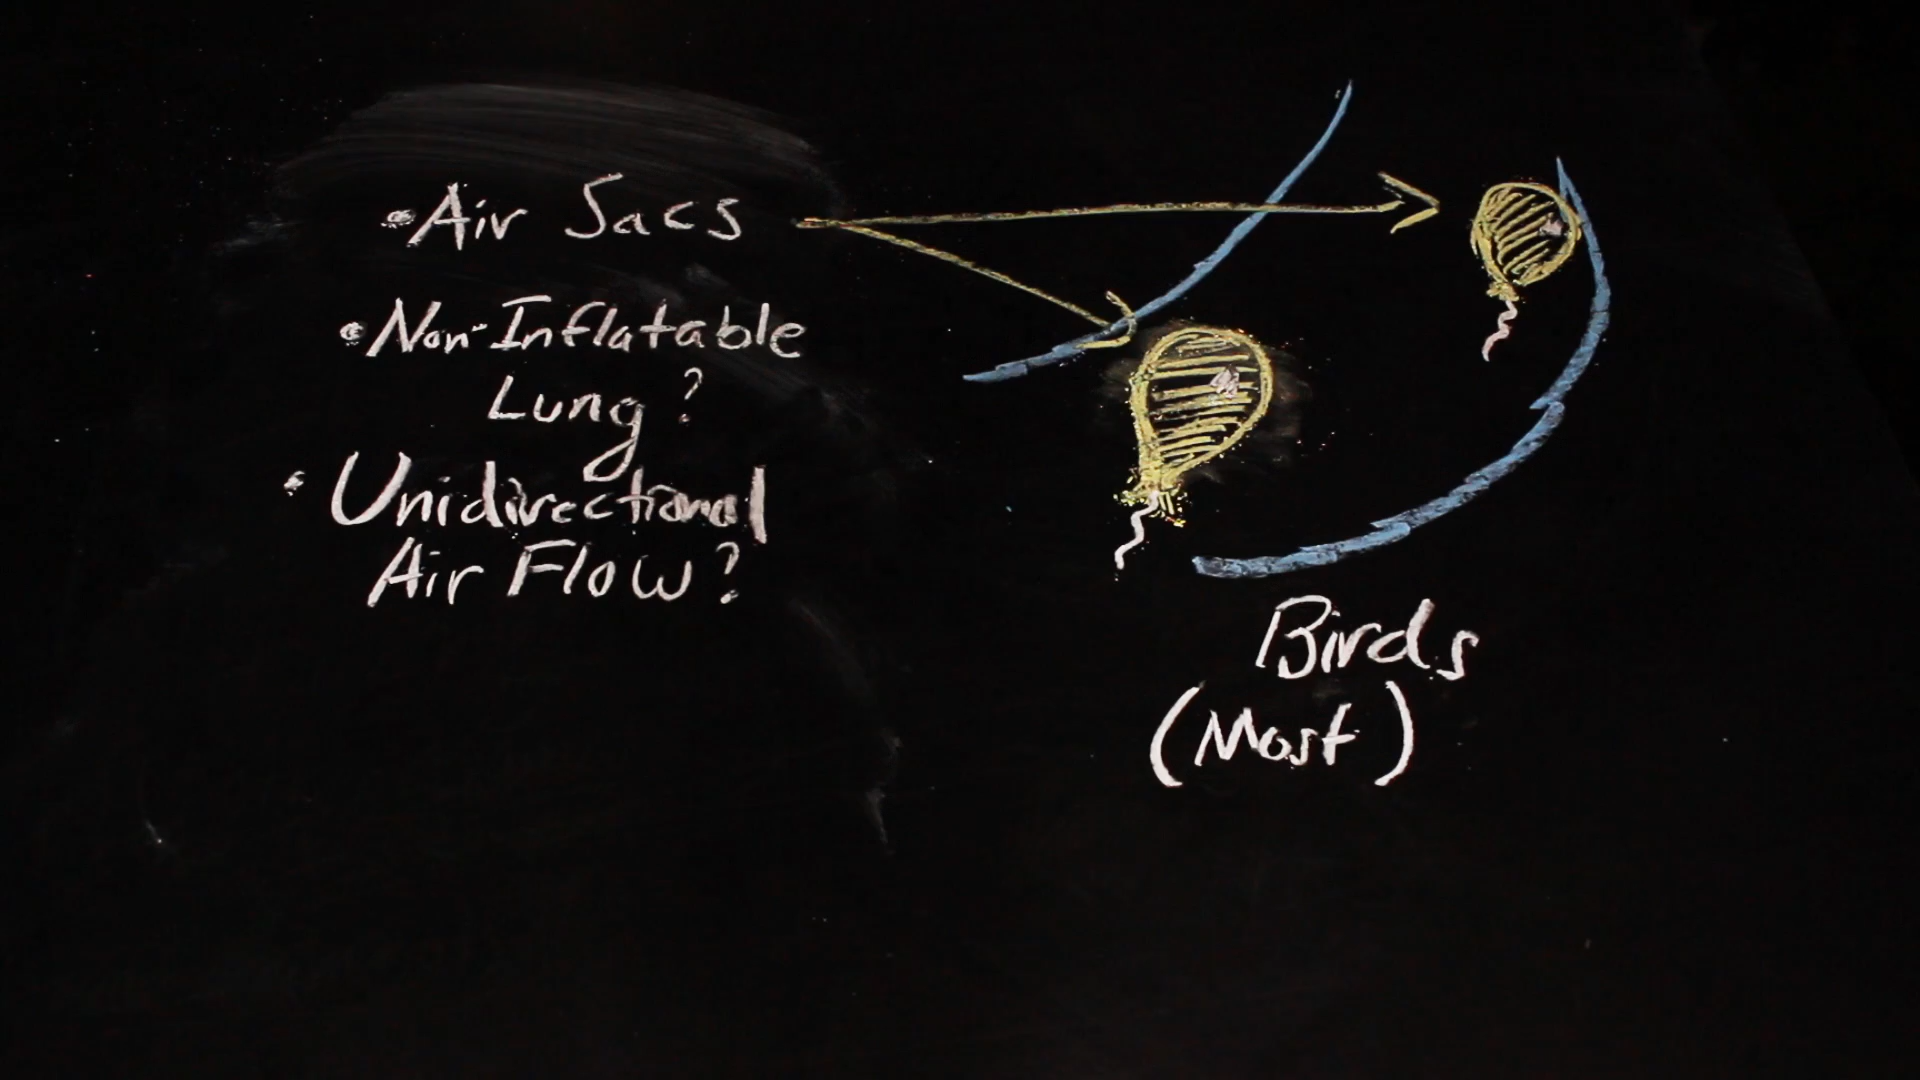 •Air Sacs
•Non-Inflatable
Lung?
•Unidirectional
Air Flow?
Birds
(Most)